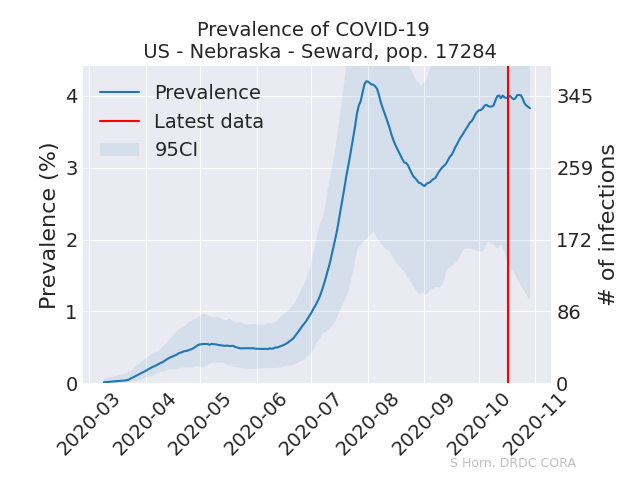 Prevalence of COVID-19
US - Nebraska - Seward, pop. 17284
Prevalence
Latest data
95CI
Prevalence (%)
4
3
2
1
0
345
259
172
86
0
# of infections
2020-03
2020-04
2020-05
2020-06
2020-07
2020-08
2020-09
2020-10
2020-11
S Horn, DRDC CORA